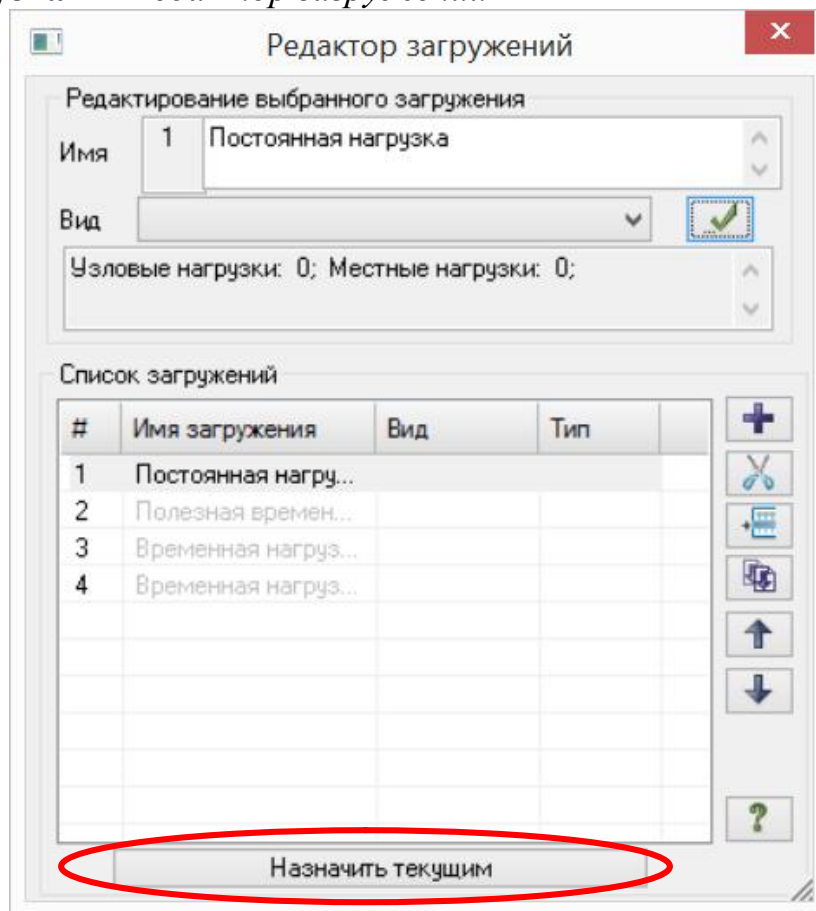 Редактор загружений
Редактирование выбранного загружения
Имя 1 Постоянная нагрузка
Вид
Узловые нагрузки: 0; Местные нагрузки: 0;
Список загружений
# Имя загружения Вид Тип
1 Постоянная нагру...
2 Полезная времен...
3 Временная нагруз...
4 Временная нагруз...
?
Назначить текущим